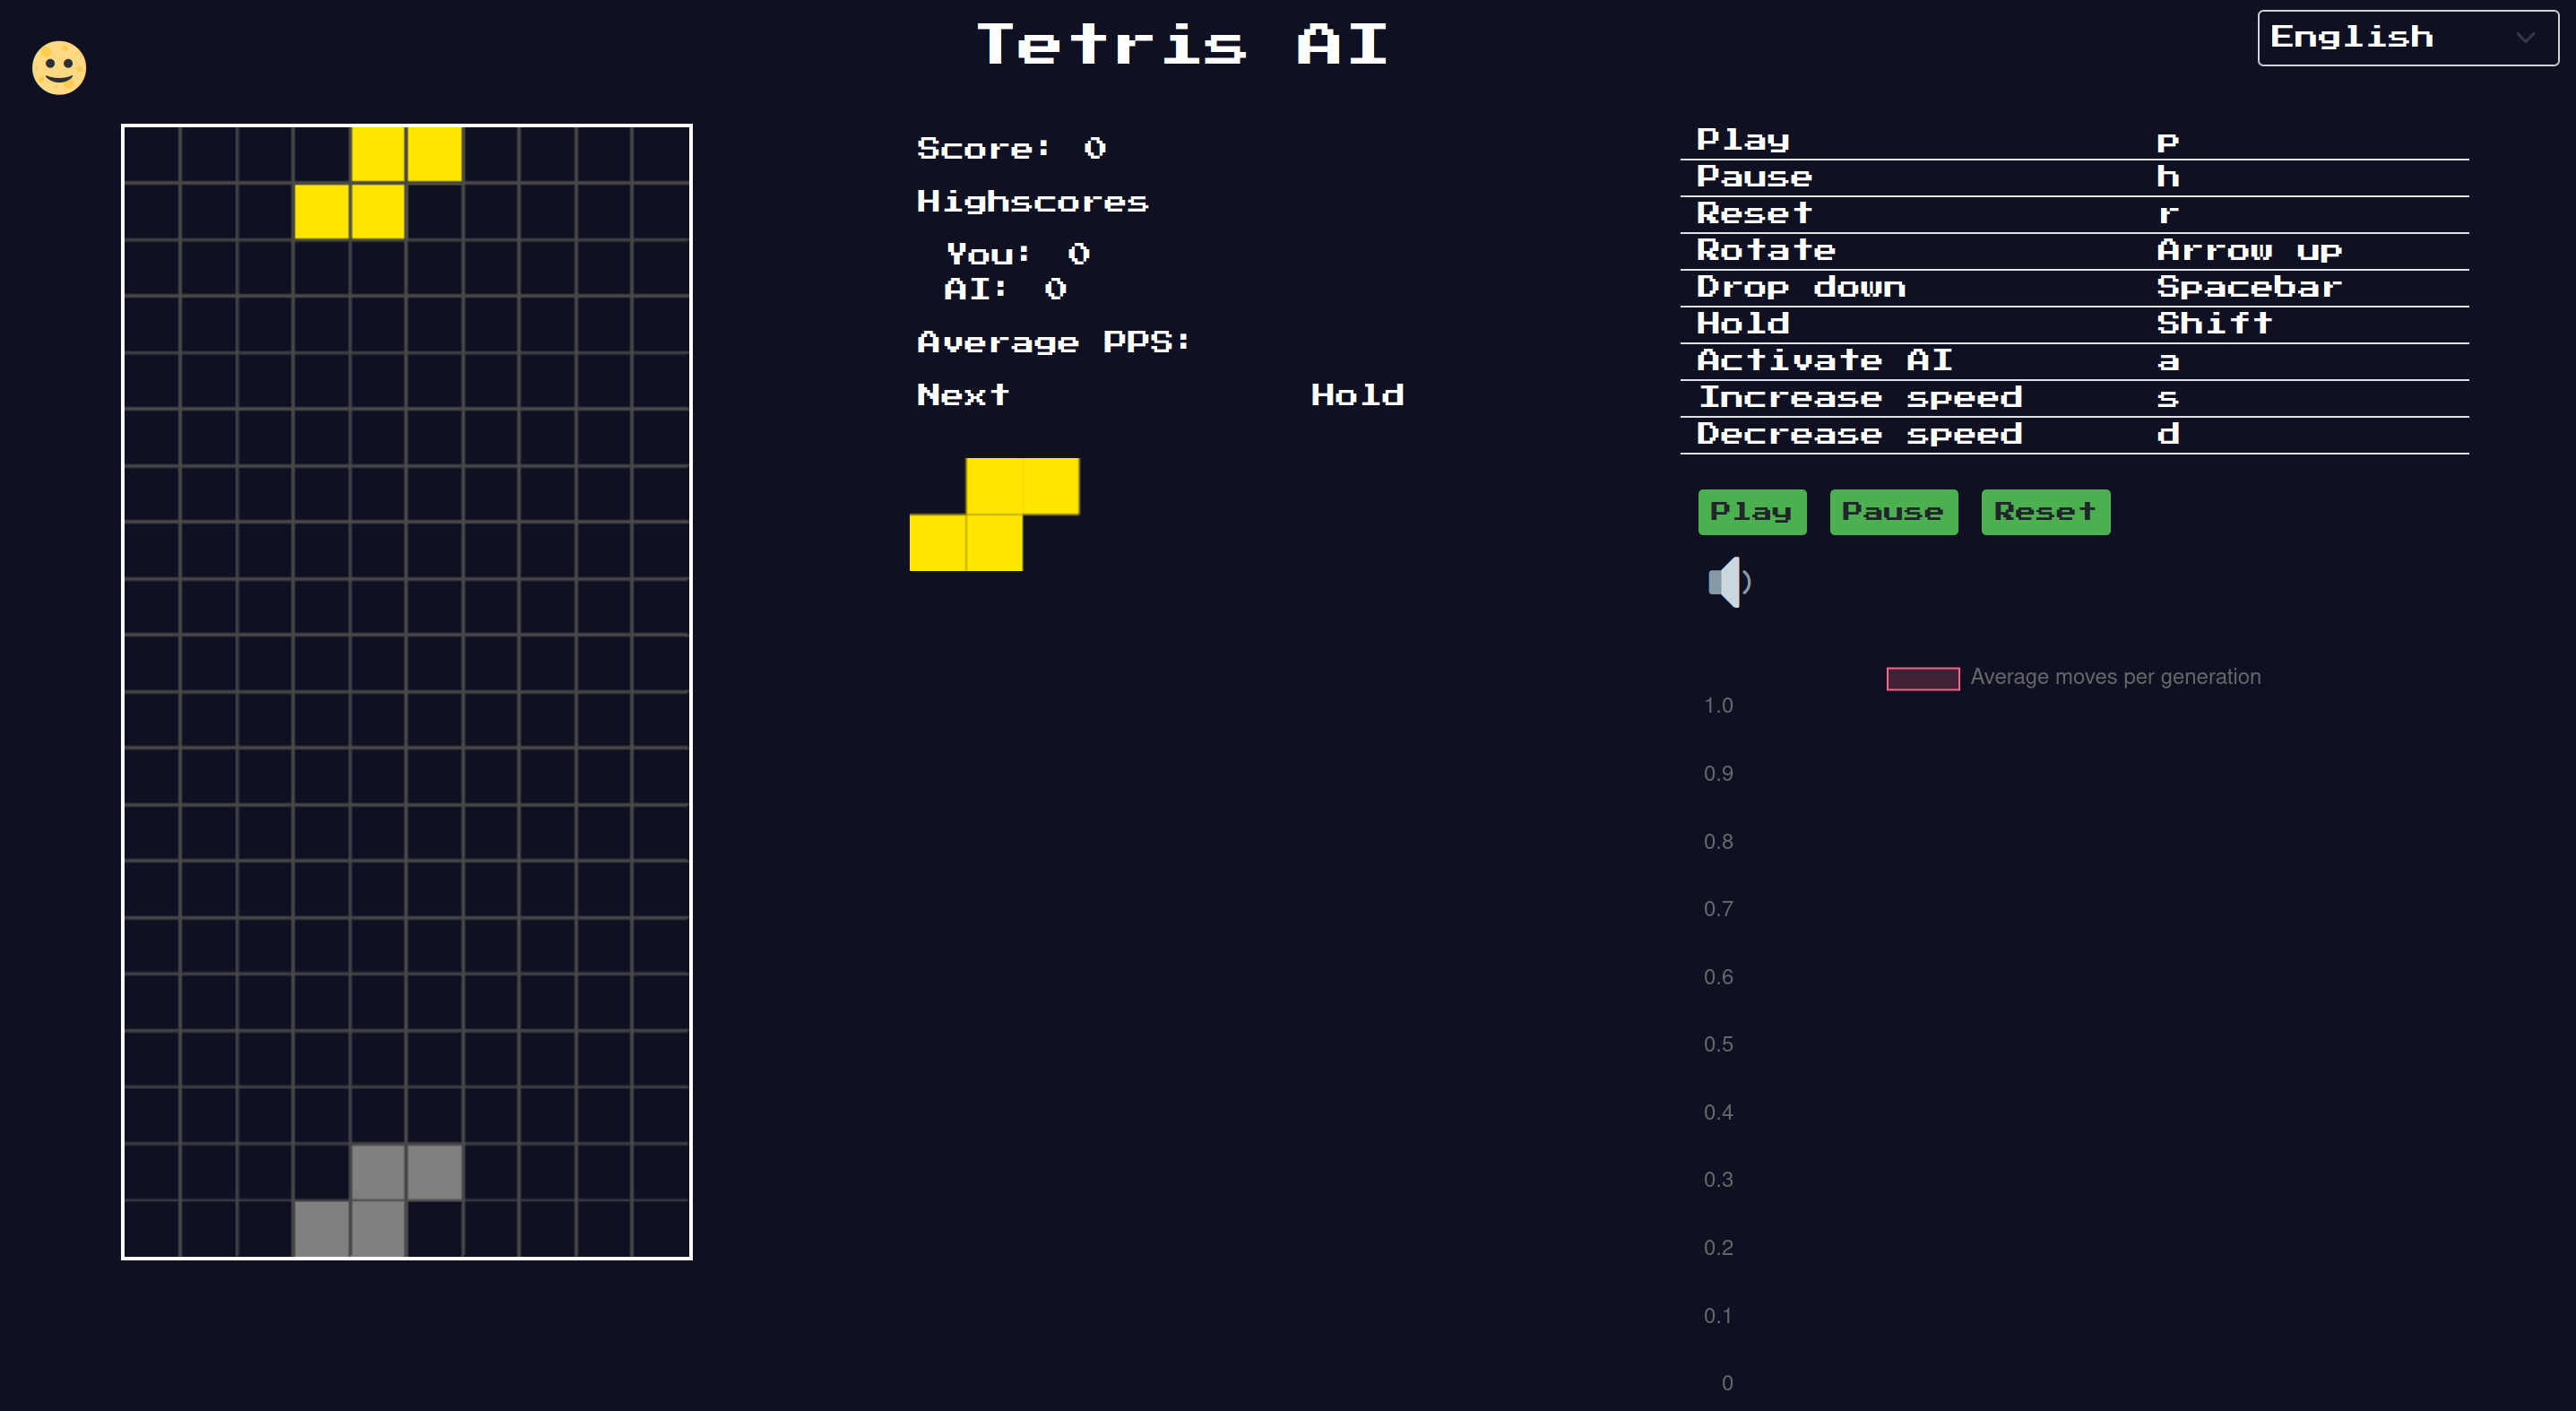 Tetris AI
English
Score: 0
Highscores
You: 0
AI: 0
Average PPS:
Next Hold
Play p
Pause h
Reset r
Rotate Arrow up
Drop down Spacebar
Hold Shift
Activate AI a
Increase speed s
Decrease speed d
Play Pause Reset
Average moves per generation
1.0
0.9
0.8
0.7
0.6
0.5
0.4
0.3
0.2
0.1
0